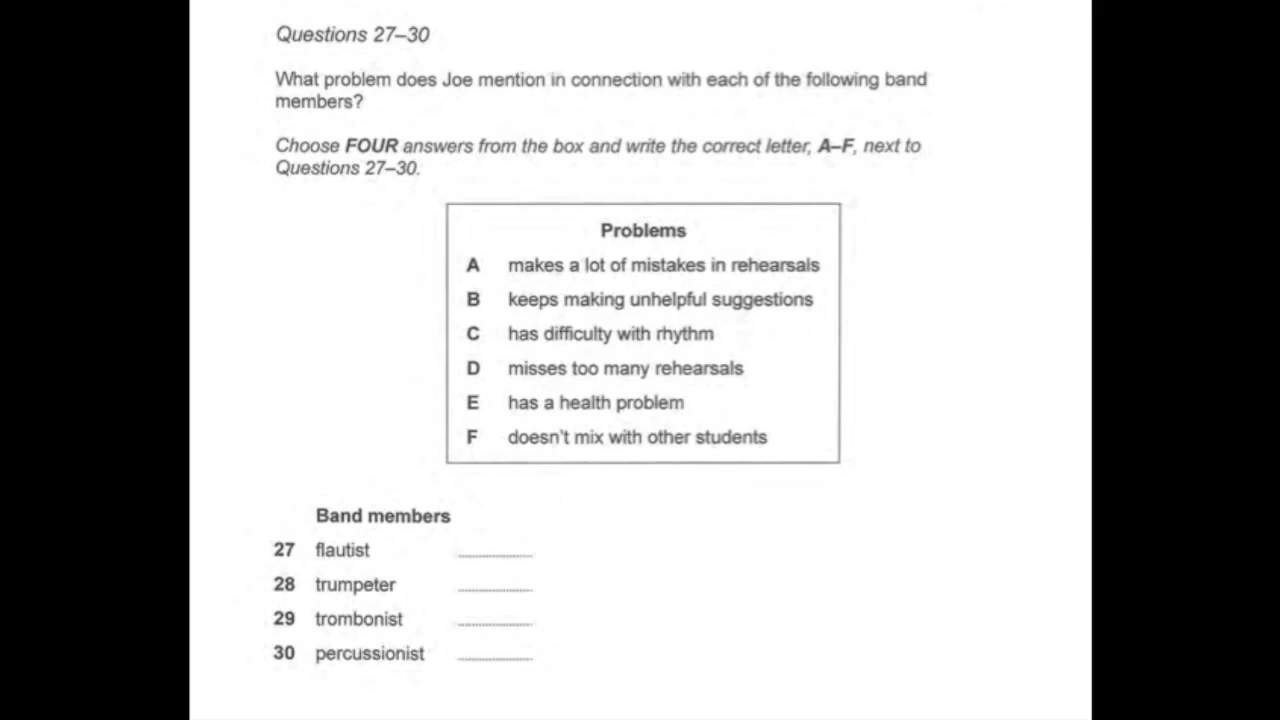 Questions 27–30
What problem does Joe mention in connection with each of the following band
members?
Choose FOUR answers from the box and write the correct letter, A–F, next to
Questions 27–30.
Problems
A makes a lot of mistakes in rehearsals
B keeps making unhelpful suggestions
C has difficulty with rhythm
D misses too many rehearsals
E has a health problem
F doesn't mix with other students
Band members
27 flautist ................
28 trumpeter ................
29 trombonist ................
30 percussionist ................